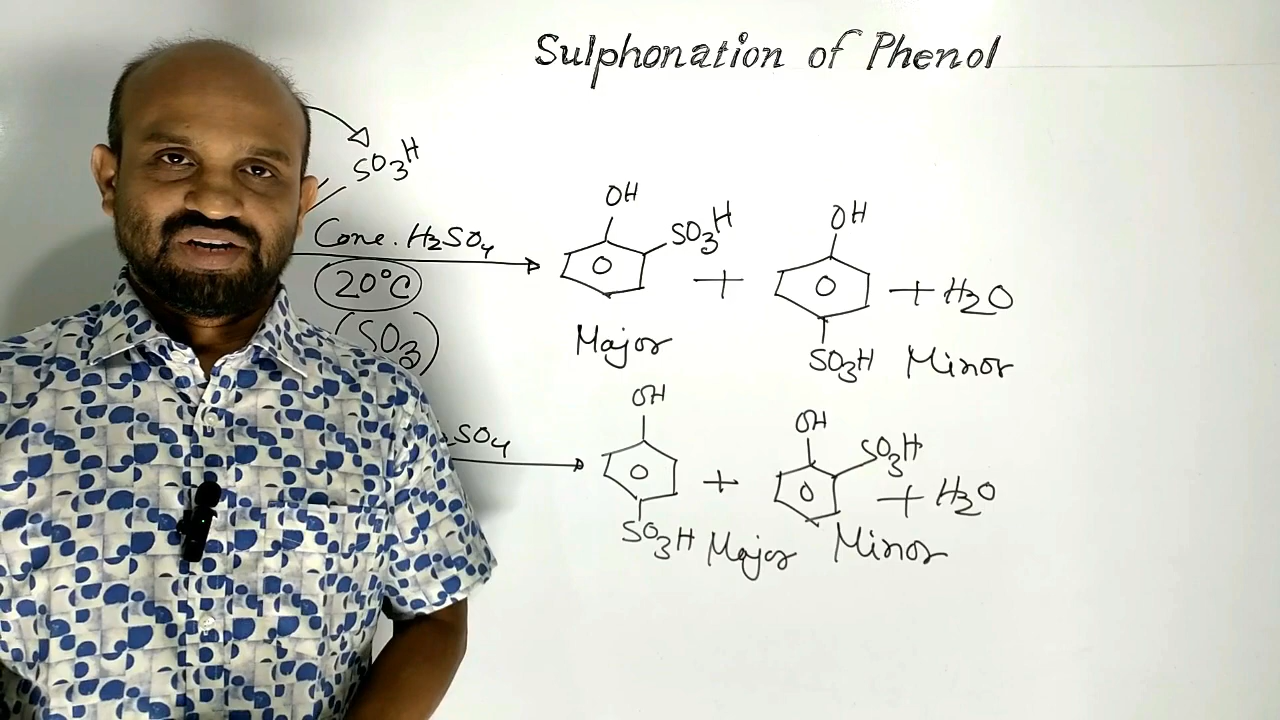 Sulphonation of Phenol
SO3H
Conc. H2SO4
20°C
(SO3)
OH
SO3H
+
OH
SO3H
+ H2O
Major
Minor
2SO4
OH
SO3H
+
OH
SO3H
+ H2O
Major
Minor